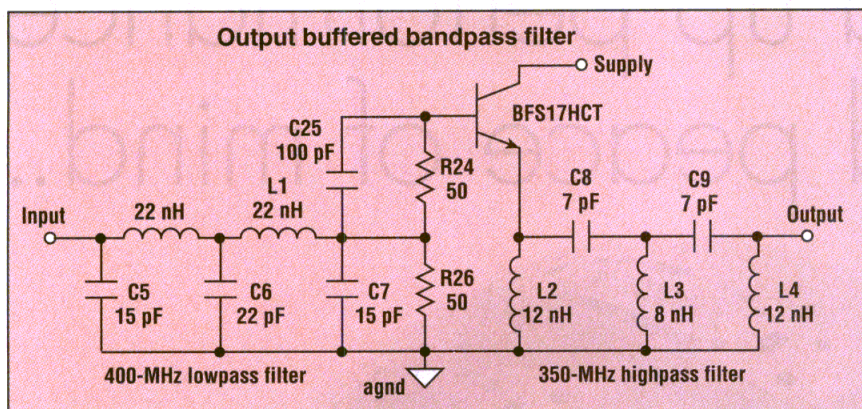 Output buffered bandpass filter
Supply
BFS17HCT
C25
100 pF
R24
50
C8
7 pF
C9
7 pF
L1
Input
22 nH
22 nH
Output
C5
15 pF
C6
22 pF
C7
15 pF
R26
50
L2
12 nH
L3
8 nH
L4
12 nH
400-MHz lowpass filter
agnd
350-MHz highpass filter